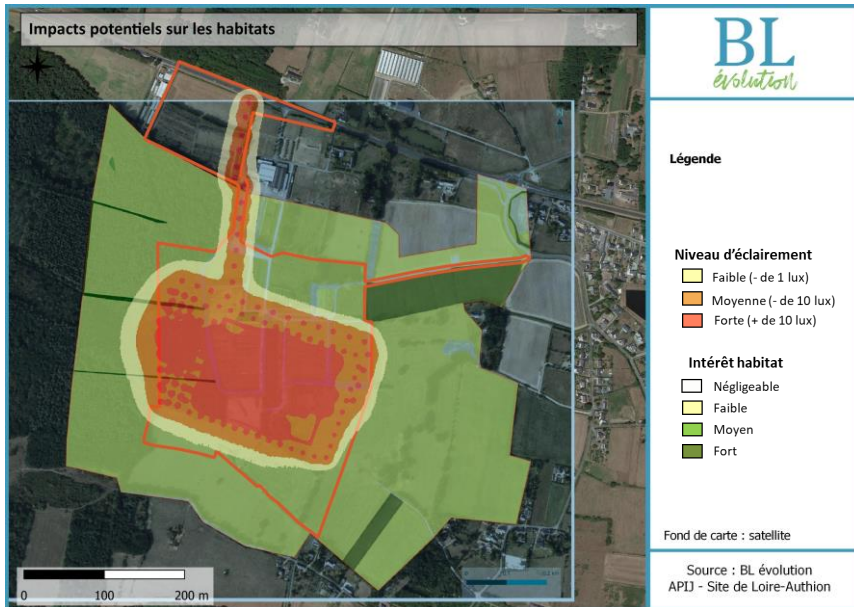 Impacts potentiels sur les habitats
BL
évolution
Légende
Niveau d'éclairement
Faible (- de 1 lux)
Moyenne (- de 10 lux)
Forte (+ de 10 lux)
Intérêt habitat
Négligeable
Faible
Moyen
Fort
Fond de carte : satellite
0 100 200 m
Source : BL évolution
APIJ - Site de Loire-Authion